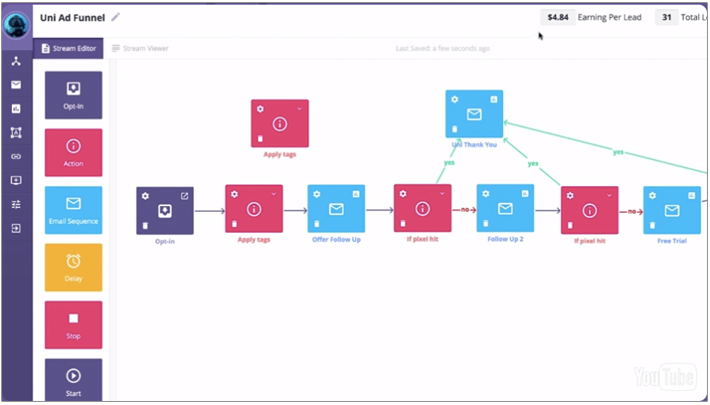 Uni Ad Funnel
$4.84 Earning Per Lead 31 Total L
Stream Editor
Stream Viewer
Last Saved: a few seconds ago
Opt-in
Action
Email Sequence
Delay
Stop
Start
Apply tags
Uni Thank You
yes
yes
yes
Opt-in
Apply tags
Offer Follow Up
If pixel hit
no
Follow Up 2
If pixel hit
no
Free Trial
YouTube